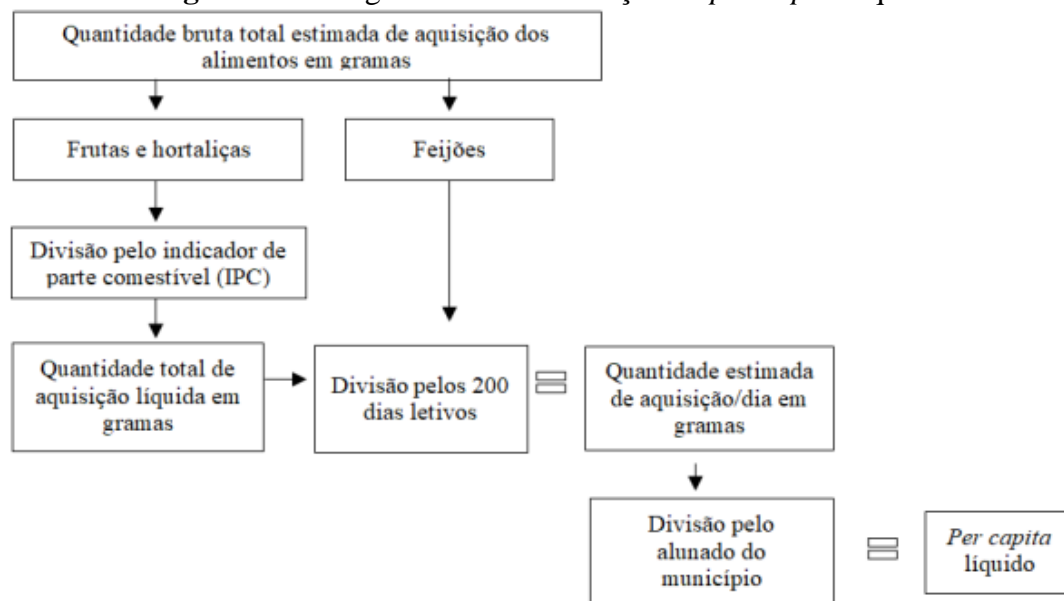 Quantidade bruta total estimada de aquisição dos
alimentos em gramas
Frutas e hortaliças
Feijões
Divisão pelo indicador de
parte comestível (IPC)
Quantidade total de
aquisição líquida em
gramas
Divisão pelos 200
dias letivos
Quantidade estimada
de aquisição/dia em
gramas
Divisão pelo
alunado do
município
Per capita
líquido